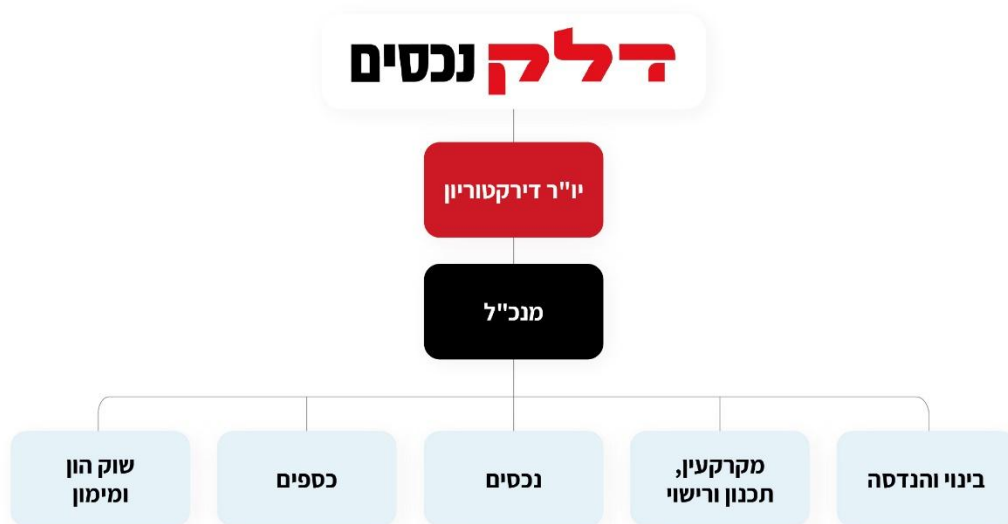 דלק נכסים
יו"ר דירקטוריון
מנכ"ל
בינוי והנדסה
מקרקעין,
תכנון ורישוי
נכסים
כספים
שוק הון
ומימון